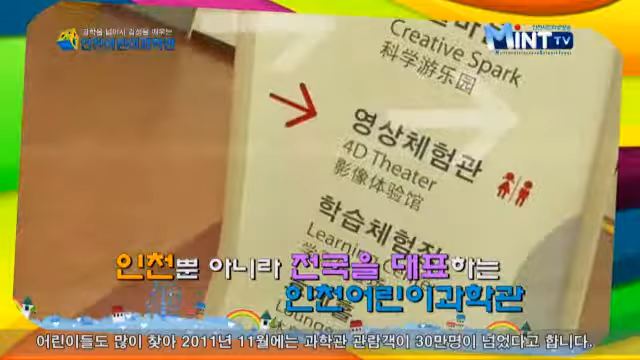 과학을 넘어서 감성을 깨우는
인천어린이과학관
MINT TV
Creative Spark
科学游乐园
영상체험관
4D Theater
影像体验馆
학습체험장
Learning
Lounge
인천뿐 아니라 전국을 대표하는
인천어린이과학관
어린이들도 많이 찾아 2011년 11월에는 과학관 관람객이 30만명이 넘었다고 합니다.